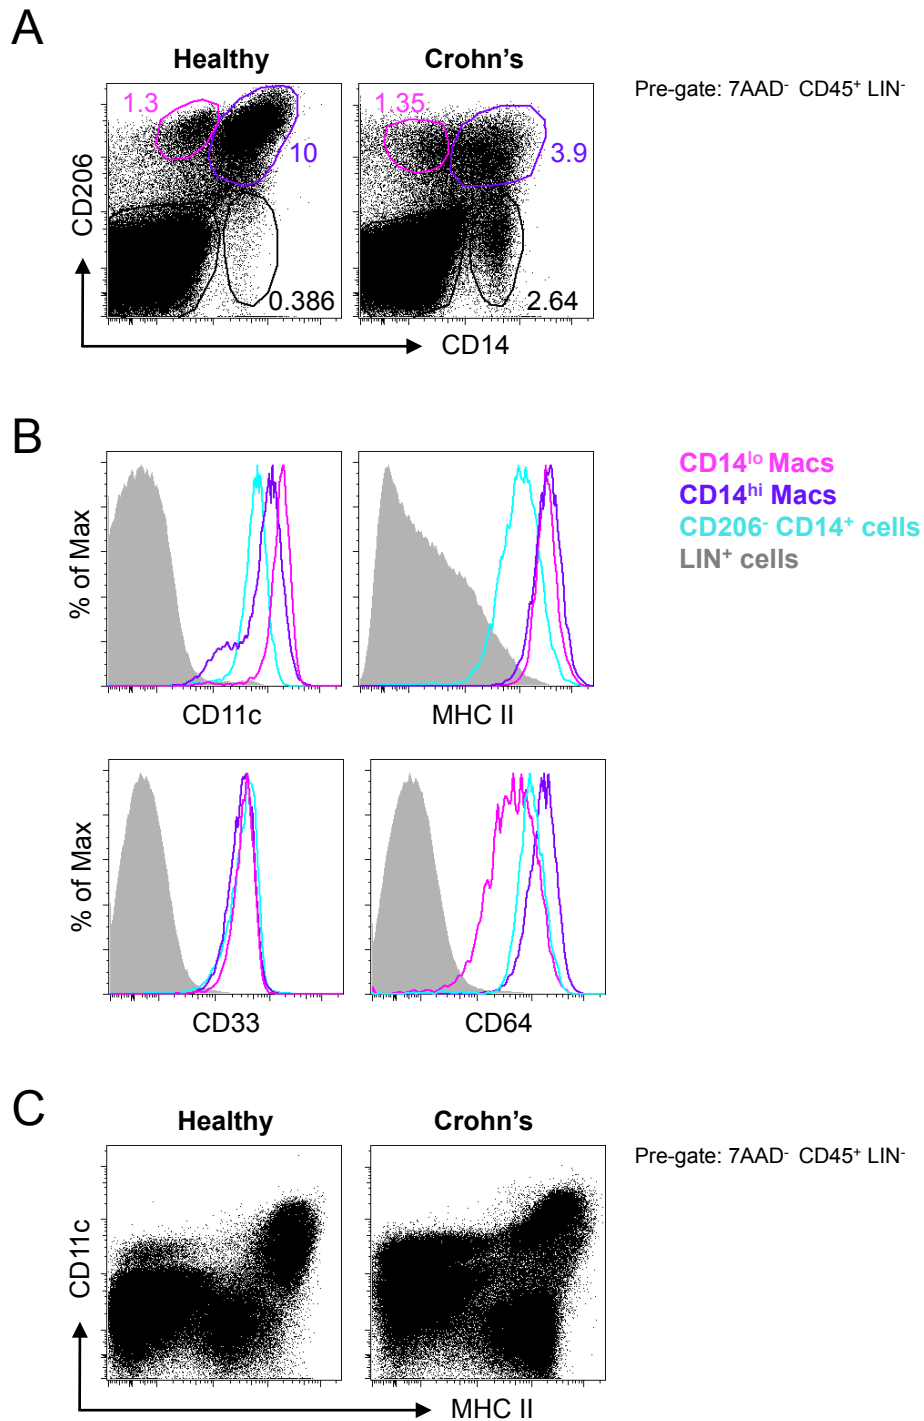 A
Healthy
Crohn's
Pre-gate: 7AAD⁻ CD45⁺ LIN⁻
1.3
10
0.386
1.35
3.9
2.64
CD206
CD14
B
% of Max
CD11c
MHC II
CD14ˡᵒ Macs
CD14ʰⁱ Macs
CD206⁻ CD14⁺ cells
LIN⁺ cells
% of Max
CD33
CD64
C
Healthy
Crohn's
Pre-gate: 7AAD⁻ CD45⁺ LIN⁻
CD11c
MHC II